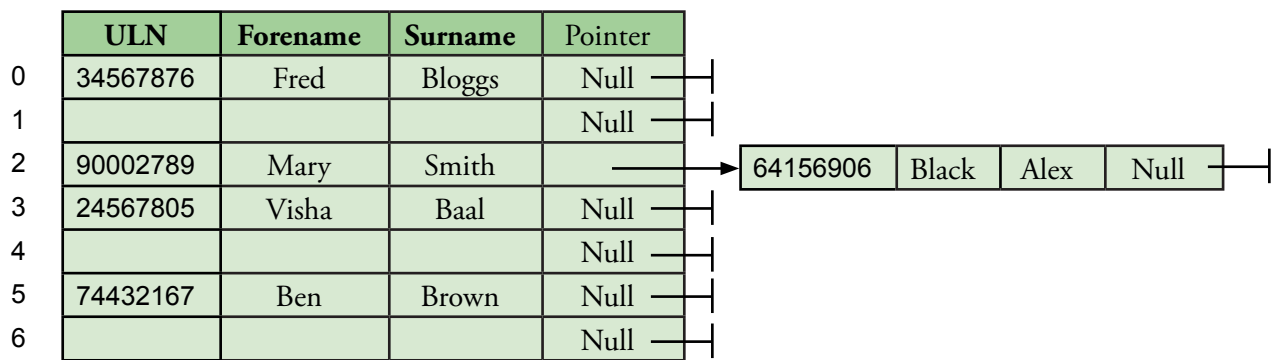 ULN Forename Surname Pointer
0 34567876 Fred Bloggs Null
1 Null
2 90002789 Mary Smith 64156906 Black Alex Null
3 24567805 Visha Baal Null
4 Null
5 74432167 Ben Brown Null
6 Null